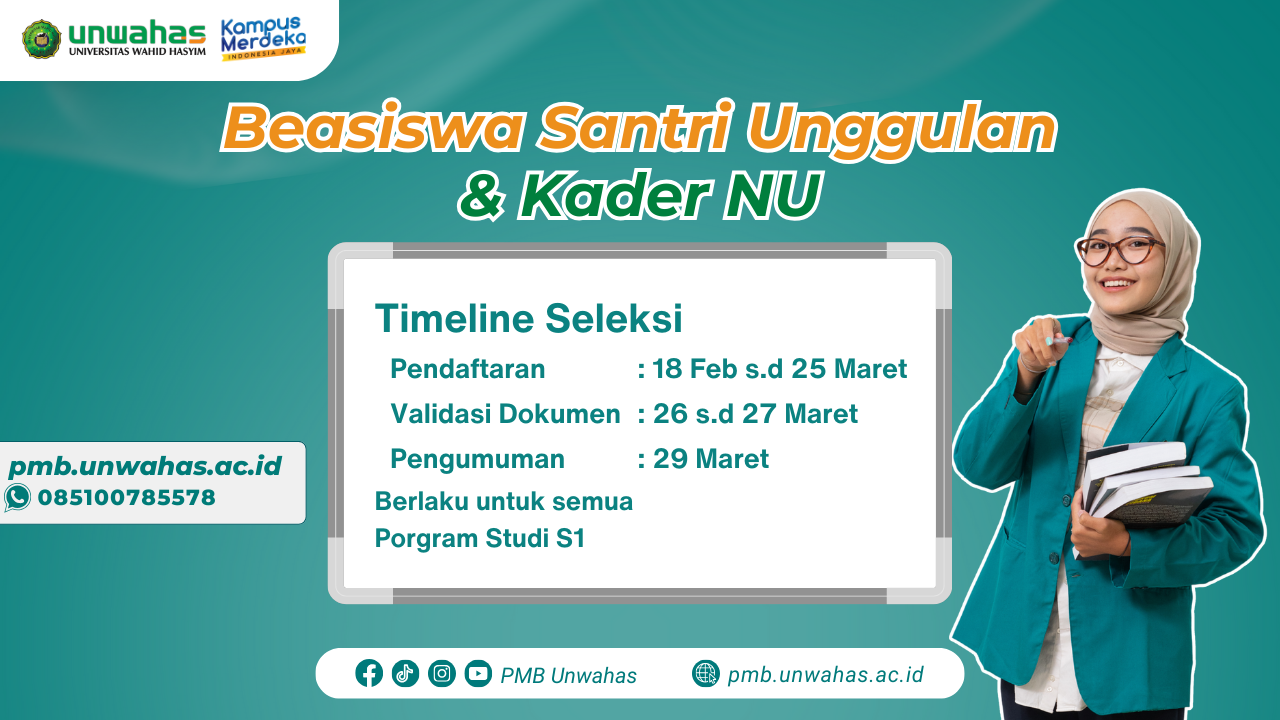 unwahas
UNIVERSITAS WAHID HASYIM
Kampus
Merdeka
INDONESIA JAYA
Beasiswa Santri Unggulan
& Kader NU
Timeline Seleksi
Pendaftaran : 18 Feb s.d 25 Maret
Validasi Dokumen : 26 s.d 27 Maret
Pengumuman : 29 Maret
Berlaku untuk semua
Porgram Studi S1
pmb.unwahas.ac.id
085100785578
PMB Unwahas
pmb.unwahas.ac.id